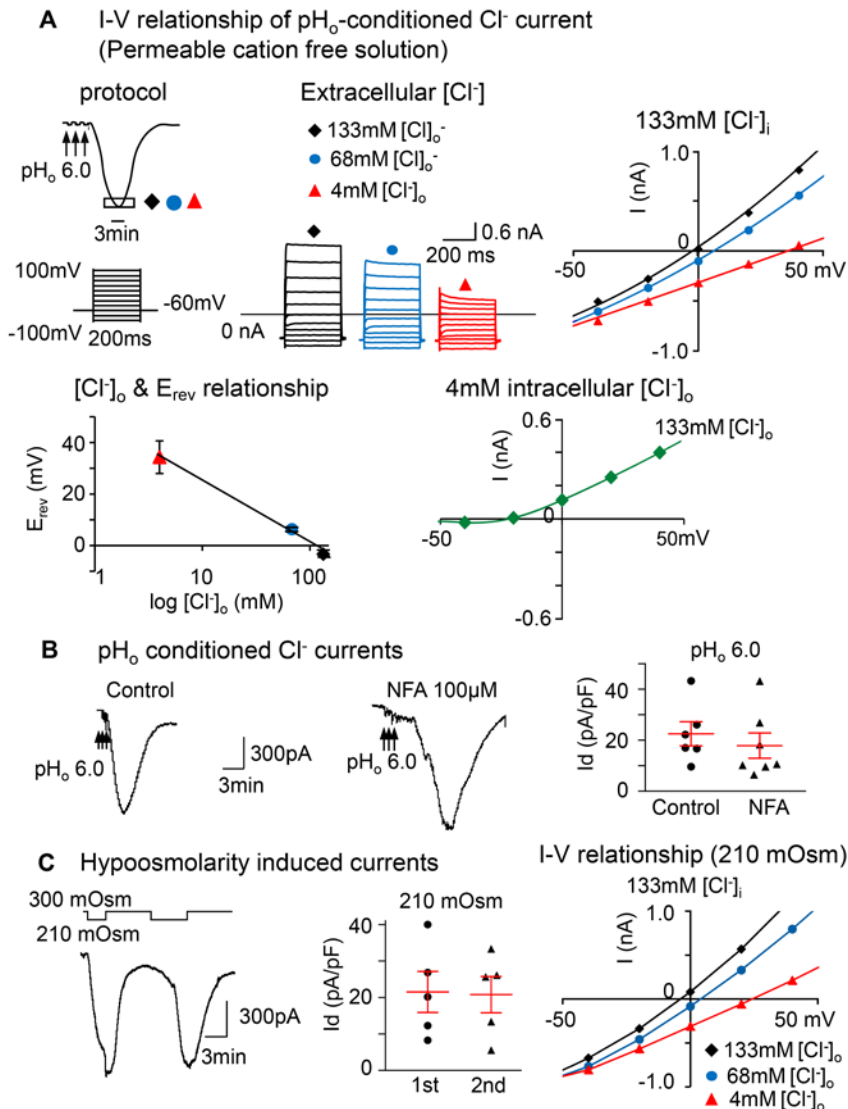 A I-V relationship of pHo-conditioned Cl- current
(Permeable cation free solution)
protocol
pHo 6.0
3min
100mV
-60mV
-100mV
200ms
Extracellular [Cl-]
133mM [Cl]o-
68mM [Cl]o-
4mM [Cl-]o
0.6 nA
200 ms
0 nA
133mM [Cl-]i
1.0
I (nA)
0
-50
50 mV
-1.0
[Cl-]o & Erev relationship
Erev (mV)
40
20
0
1
10
100
log [Cl-]o (mM)
4mM intracellular [Cl-]o
0.6
133mM [Cl-]o
I (nA)
0
-50
50mV
-0.6
B pHo conditioned Cl- currents
Control
pHo 6.0
300pA
3min
NFA 100μM
pHo 6.0
pHo 6.0
Id (pA/pF)
40
20
0
Control NFA
C Hypoosmolarity induced currents
300 mOsm
210 mOsm
300pA
3min
210 mOsm
Id (pA/pF)
40
20
0
1st 2nd
I-V relationship (210 mOsm)
133mM [Cl-]i
1.0
I (nA)
0
-50
50 mV
-1.0
133mM [Cl-]o
68mM [Cl-]o
4mM [Cl-]o